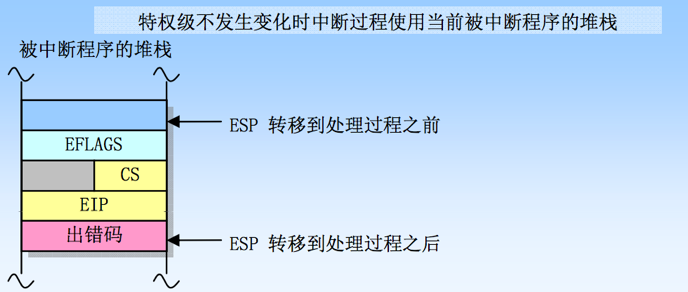 特权级不发生变化时中断过程使用当前被中断程序的堆栈
被中断程序的堆栈
ESP 转移到处理过程之前
EFLAGS
CS
EIP
出错码
ESP 转移到处理过程之后